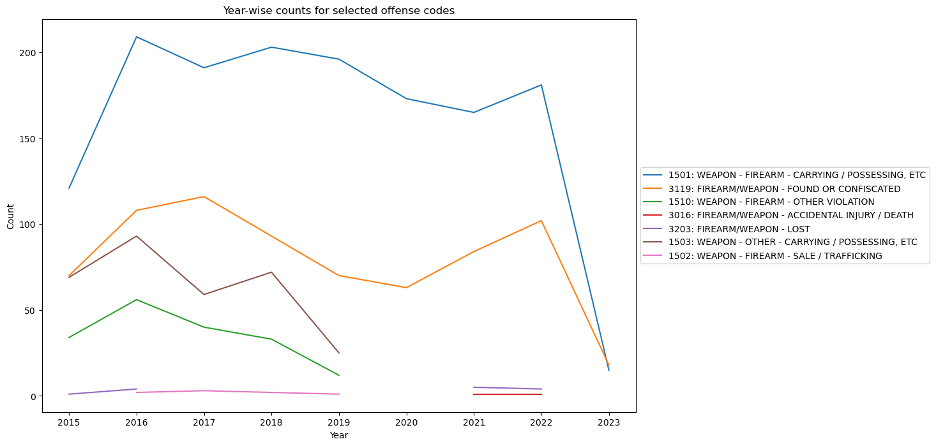 Year-wise counts for selected offense codes
200
150
100
50
0
Count
2015 2016 2017 2018 2019 2020 2021 2022 2023
Year
1501: WEAPON - FIREARM - CARRYING / POSSESSING, ETC
3119: FIREARM/WEAPON - FOUND OR CONFISCATED
1510: WEAPON - FIREARM - OTHER VIOLATION
3016: FIREARM/WEAPON - ACCIDENTAL INJURY / DEATH
3203: FIREARM/WEAPON - LOST
1503: WEAPON - OTHER - CARRYING / POSSESSING, ETC
1502: WEAPON - FIREARM - SALE / TRAFFICKING